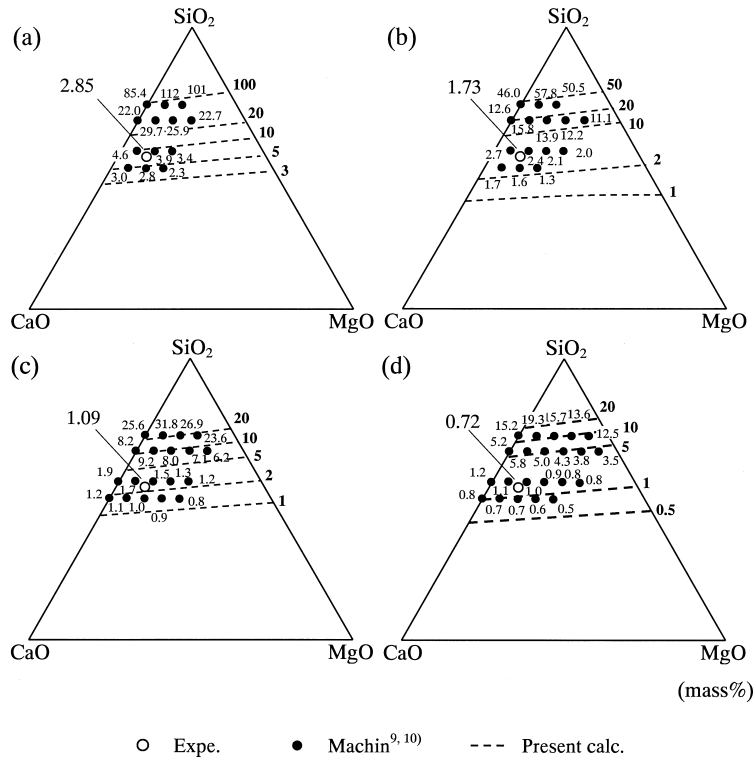 (a)
SiO₂
2.85
85.4 112 101 100
22.0 22.7 20
29.7 25.9 10
4.6 3.9 3.4 5
3.0 2.8 2.3 3
CaO MgO
(b)
SiO₂
1.73
46.0 57.8 50.5 50
12.6 11.1 20
15.8 13.9 12.2 10
2.7 2.4 2.1 2.0 2
1.7 1.6 1.3
1
CaO MgO
(c)
SiO₂
1.09
25.6 31.8 26.9 20
8.2 23.6 10
9.2 8.0 7.1 6.2 5
1.9 1.7 1.5 1.3 1.2 2
1.2 1.1 1.0 0.9 0.8 1
CaO MgO
(d)
SiO₂
0.72
15.2 19.3 15.7 13.6 20
5.2 12.5 10
5.8 5.0 4.3 3.8 3.5 5
1.2 1.1 1.0 0.9 0.8 0.8 1
0.8 0.7 0.7 0.6 0.5
0.5
CaO MgO
(mass%)
Expe. Machin⁹,¹⁰⁾ Present calc.